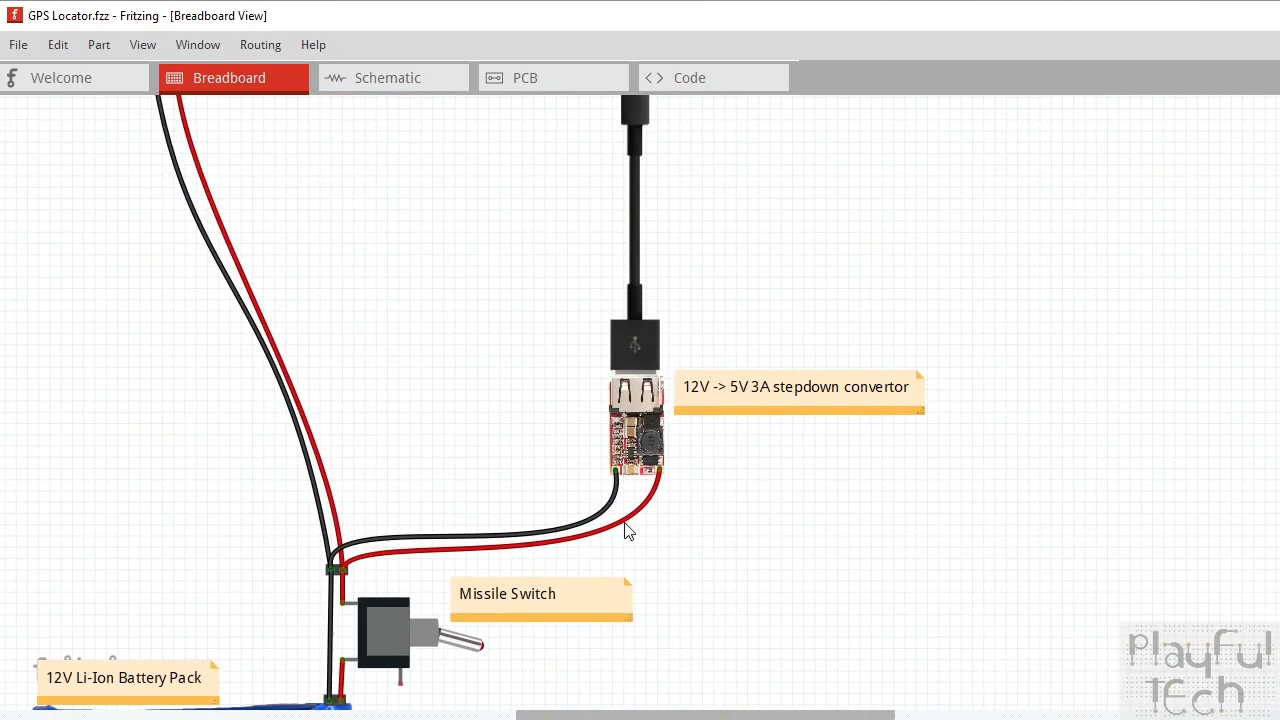 GPS Locator.fzz - Fritzing - [Breadboard View]
File Edit Part View Window Routing Help
Welcome Breadboard Schematic PCB Code
12V -> 5V 3A stepdown convertor
Missile Switch
12V Li-Ion Battery Pack
Playful
Tech